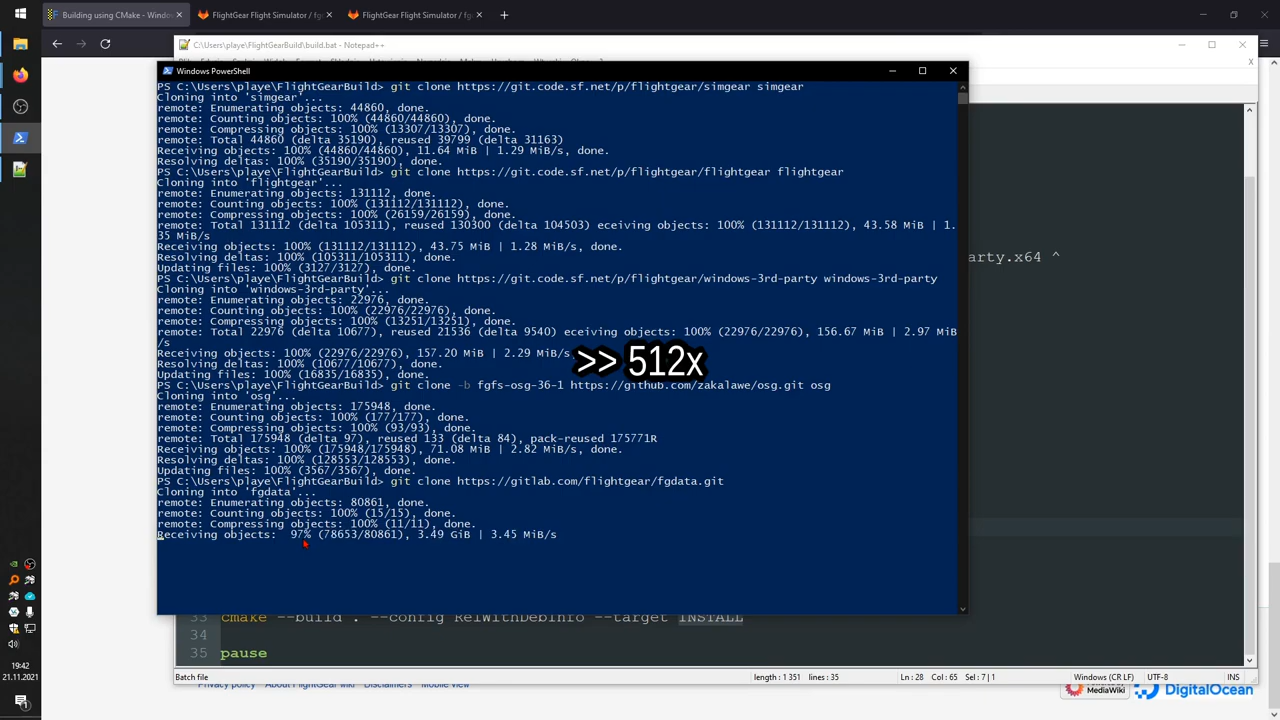 Building using CMake - Window
FlightGear Flight Simulator / fg
FlightGear Flight Simulator / fg
C:\Users\playe\FlightGearBuild\build.bat - Notepad++
Windows PowerShell
PS C:\Users\playe\FlightGearBuild> git clone https://git.code.sf.net/p/flightgear/simgear simgear
Cloning into 'simgear'...
remote: Enumerating objects: 44860, done.
remote: Counting objects: 100% (44860/44860), done.
remote: Compressing objects: 100% (13307/13307), done.
remote: Total 44860 (delta 35190), reused 39799 (delta 31163)
Receiving objects: 100% (44860/44860), 11.64 MiB | 1.29 MiB/s, done.
Resolving deltas: 100% (35190/35190), done.
PS C:\Users\playe\FlightGearBuild> git clone https://git.code.sf.net/p/flightgear/flightgear flightgear
Cloning into 'flightgear'...
remote: Enumerating objects: 131112, done.
remote: Counting objects: 100% (131112/131112), done.
remote: Compressing objects: 100% (26159/26159), done.
remote: Total 131112 (delta 105311), reused 130300 (delta 104503) eceiving objects: 100% (131112/131112), 43.58 MiB | 1.
35 MiB/s
Receiving objects: 100% (131112/131112), 43.75 MiB | 1.28 MiB/s, done.
Resolving deltas: 100% (105311/105311), done.
Updating files: 100% (3127/3127), done.
PS C:\Users\playe\FlightGearBuild> git clone https://git.code.sf.net/p/flightgear/windows-3rd-party windows-3rd-party
Cloning into 'windows-3rd-party'...
remote: Enumerating objects: 22976, done.
remote: Counting objects: 100% (22976/22976), done.
remote: Compressing objects: 100% (13251/13251), done.
remote: Total 22976 (delta 10677), reused 21536 (delta 9540) eceiving objects: 100% (22976/22976), 156.67 MiB | 2.97 MiB
/s
Receiving objects: 100% (22976/22976), 157.20 MiB | 2.29 MiB/s,
Resolving deltas: 100% (10677/10677), done.
Updating files: 100% (16835/16835), done.
>> 512x
PS C:\Users\playe\FlightGearBuild> git clone -b fgfs-osg-36-1 https://github.com/zakalawe/osg.git osg
Cloning into 'osg'...
remote: Enumerating objects: 175948, done.
remote: Counting objects: 100% (177/177), done.
remote: Compressing objects: 100% (93/93), done.
remote: Total 175948 (delta 97), reused 133 (delta 84), pack-reused 175771R
Receiving objects: 100% (175948/175948), 71.08 MiB | 2.82 MiB/s, done.
Resolving deltas: 100% (128553/128553), done.
Updating files: 100% (3567/3567), done.
PS C:\Users\playe\FlightGearBuild> git clone https://gitlab.com/flightgear/fgdata.git
Cloning into 'fgdata'...
remote: Enumerating objects: 80861, done.
remote: Counting objects: 100% (15/15), done.
remote: Compressing objects: 100% (11/11), done.
Receiving objects: 97% (78653/80861), 3.49 GiB | 3.45 MiB/s
arty.x64 ^
33 cmake --build . --config RelWithDebInfo --target INSTALL
34
35 pause
Batch file
length : 1 351 lines : 35
Ln : 28 Col : 65 Sel : 7 | 1
Windows (CR LF)
UTF-8
INS
Privacy policy
About FlightGear wiki
Disclaimers
Mobile view
MediaWiki
DigitalOcean
19:42
21.11.2021